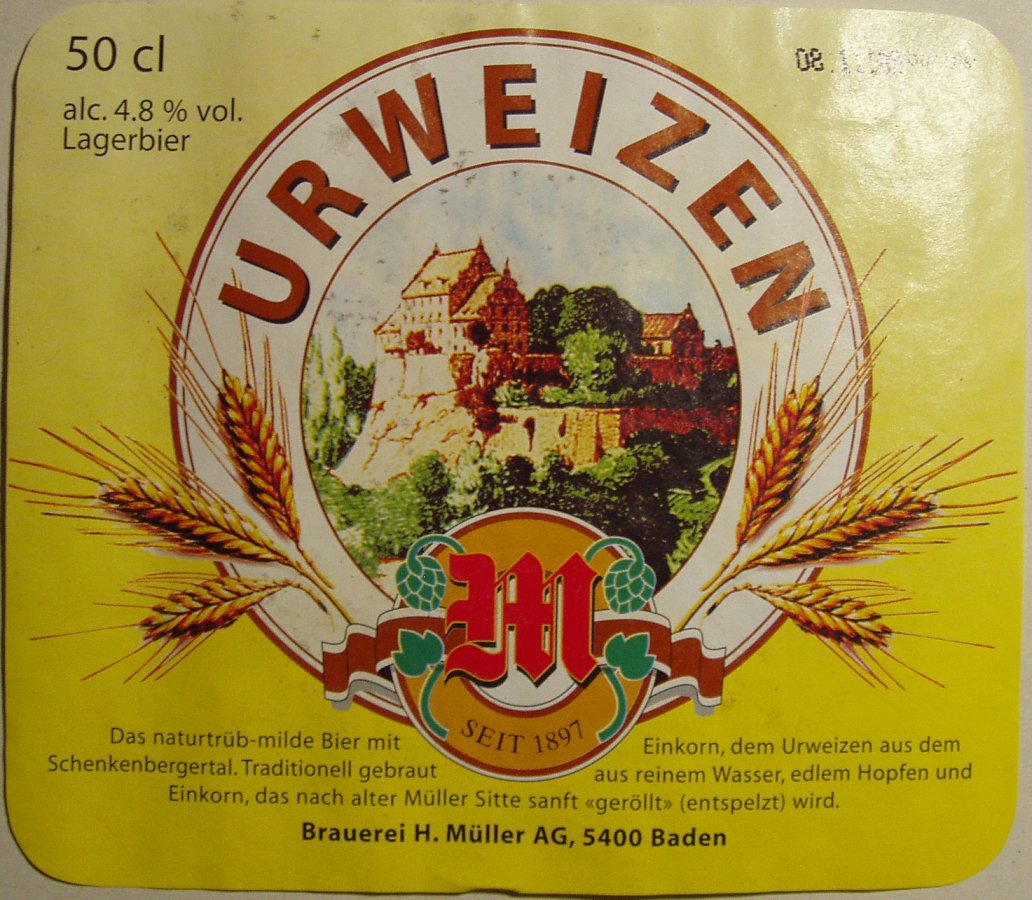 50 cl
alc. 4.8 % vol.
Lagerbier
08.
URWEIZEN
M
SEIT 1897
Das naturtrüb-milde Bier mit Einkorn, dem Urweizen aus dem
Schenkenbergertal. Traditionell gebraut aus reinem Wasser, edlem Hopfen und
Einkorn, das nach alter Müller Sitte sanft «geröllt» (entspelzt) wird.
Brauerei H. Müller AG, 5400 Baden